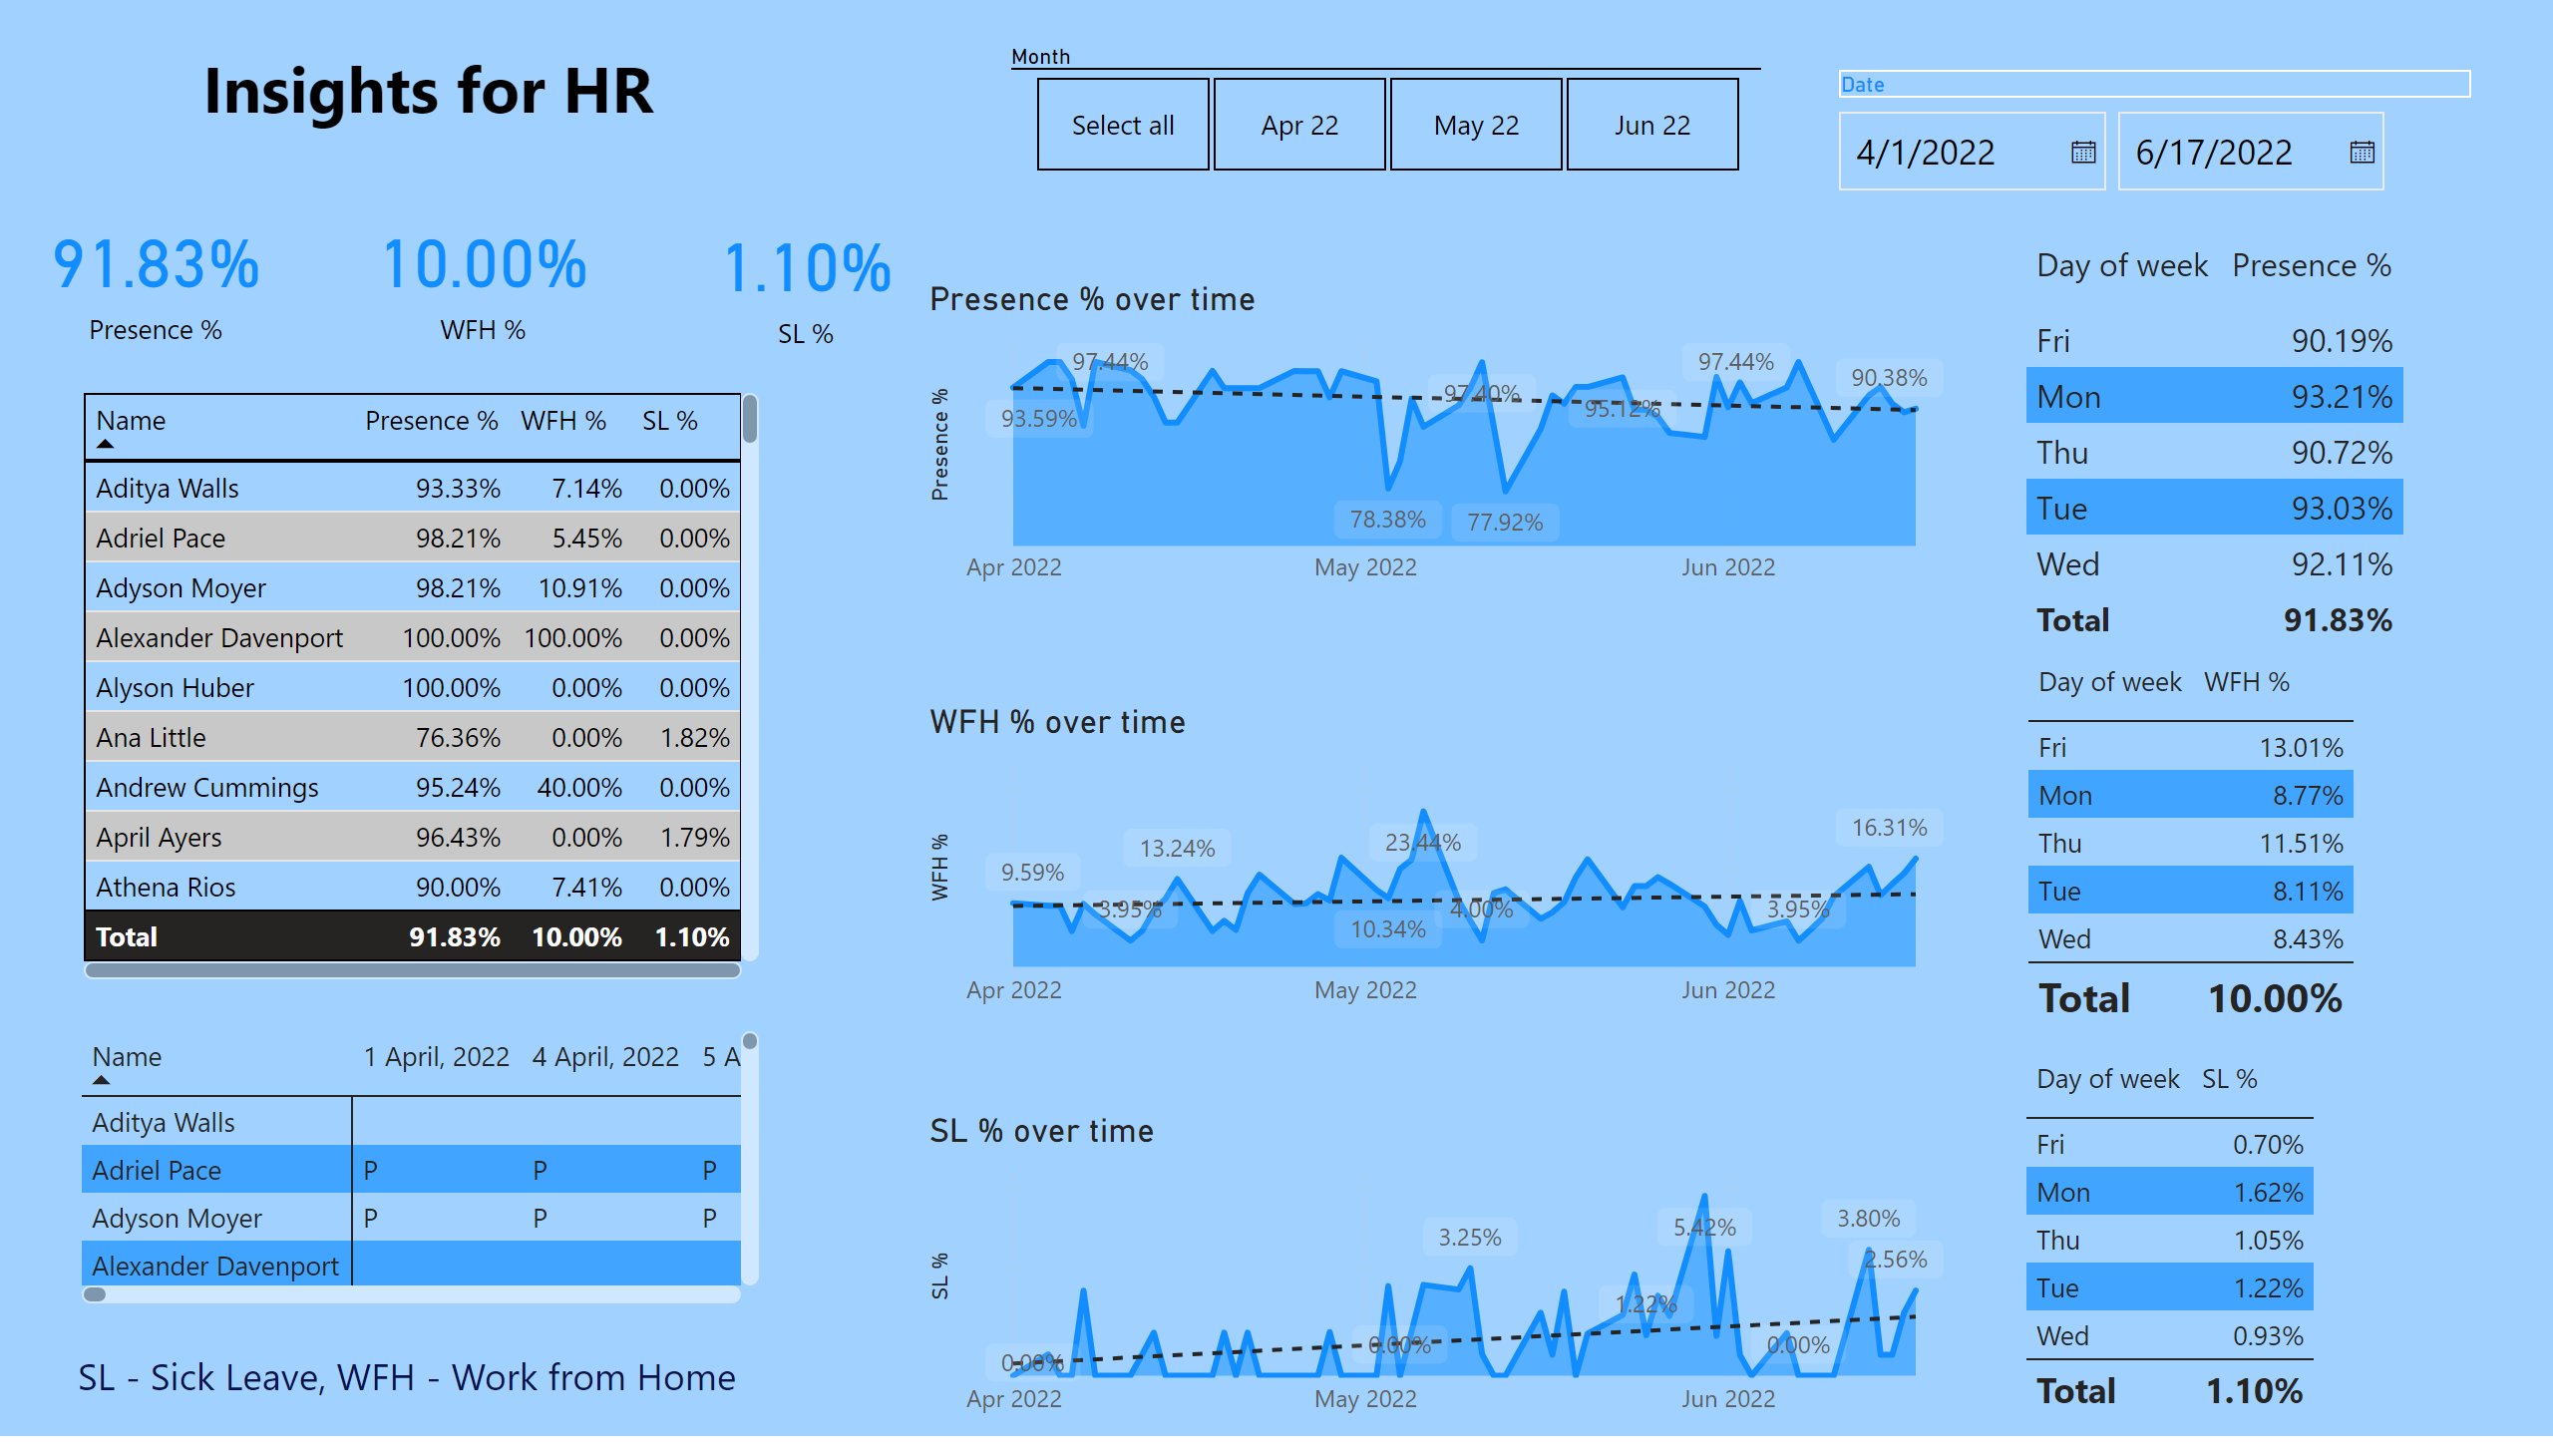 Insights for HR
Month
Select all Apr 22 May 22 Jun 22
Date
4/1/2022 6/17/2022
91.83% 10.00% 1.10%
Presence % WFH % SL %
Name Presence % WFH % SL %
Aditya Walls 93.33% 7.14% 0.00%
Adriel Pace 98.21% 5.45% 0.00%
Adyson Moyer 98.21% 10.91% 0.00%
Alexander Davenport 100.00% 100.00% 0.00%
Alyson Huber 100.00% 0.00% 0.00%
Ana Little 76.36% 0.00% 1.82%
Andrew Cummings 95.24% 40.00% 0.00%
April Ayers 96.43% 0.00% 1.79%
Athena Rios 90.00% 7.41% 0.00%
Total 91.83% 10.00% 1.10%
Name 1 April, 2022 4 April, 2022 5 A
Aditya Walls
Adriel Pace P P P
Adyson Moyer P P P
Alexander Davenport
SL - Sick Leave, WFH - Work from Home
Presence % over time
Presence %
97.44% 97.44% 90.38%
93.59% 97.40% 95.12%
78.38% 77.92%
Apr 2022 May 2022 Jun 2022
WFH % over time
WFH %
9.59% 13.24% 23.44% 16.31%
3.95% 10.34% 4.00% 3.95%
Apr 2022 May 2022 Jun 2022
SL % over time
SL %
3.25% 5.42% 3.80%
2.56%
0.00% 0.00% 1.22% 0.00%
Apr 2022 May 2022 Jun 2022
Day of week Presence %
Fri 90.19%
Mon 93.21%
Thu 90.72%
Tue 93.03%
Wed 92.11%
Total 91.83%
Day of week WFH %
Fri 13.01%
Mon 8.77%
Thu 11.51%
Tue 8.11%
Wed 8.43%
Total 10.00%
Day of week SL %
Fri 0.70%
Mon 1.62%
Thu 1.05%
Tue 1.22%
Wed 0.93%
Total 1.10%